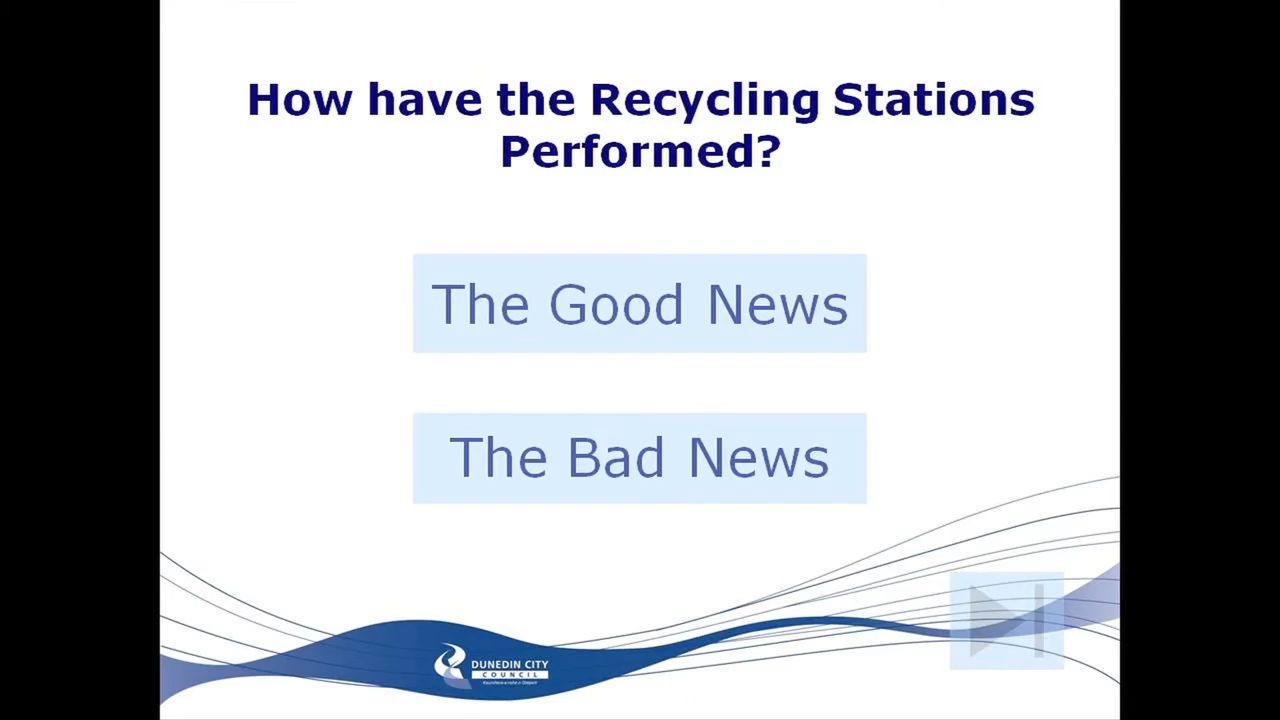 How have the Recycling Stations
Performed?
The Good News
The Bad News
DUNEDIN CITY
COUNCIL